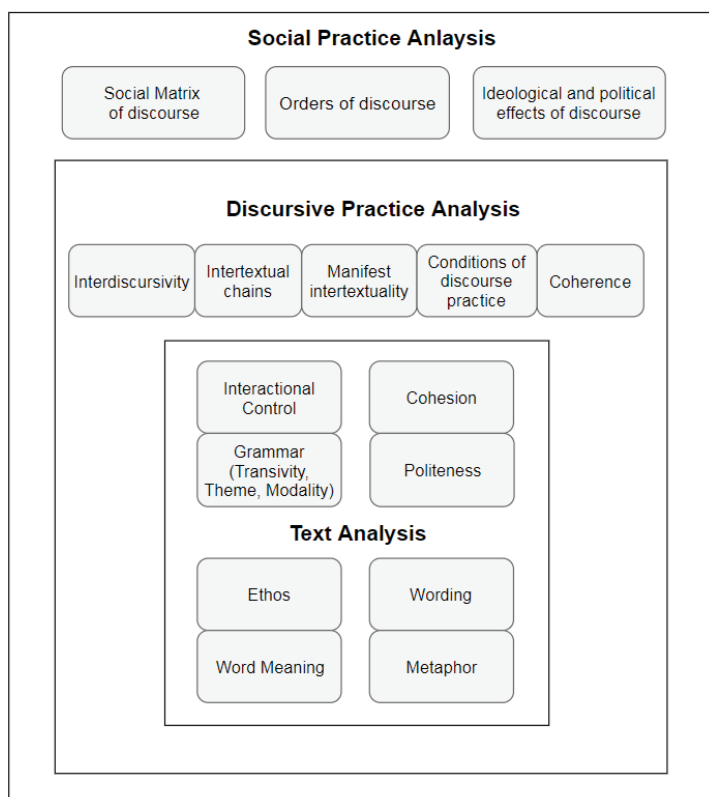 Social Practice Anlaysis
Social Matrix
of discourse
Orders of discourse
Ideological and political
effects of discourse
Discursive Practice Analysis
Interdiscursivity
Intertextual
chains
Manifest
intertextuality
Conditions of
discourse
practice
Coherence
Interactional
Control
Cohesion
Grammar
(Transivity,
Theme, Modality)
Politeness
Text Analysis
Ethos
Wording
Word Meaning
Metaphor